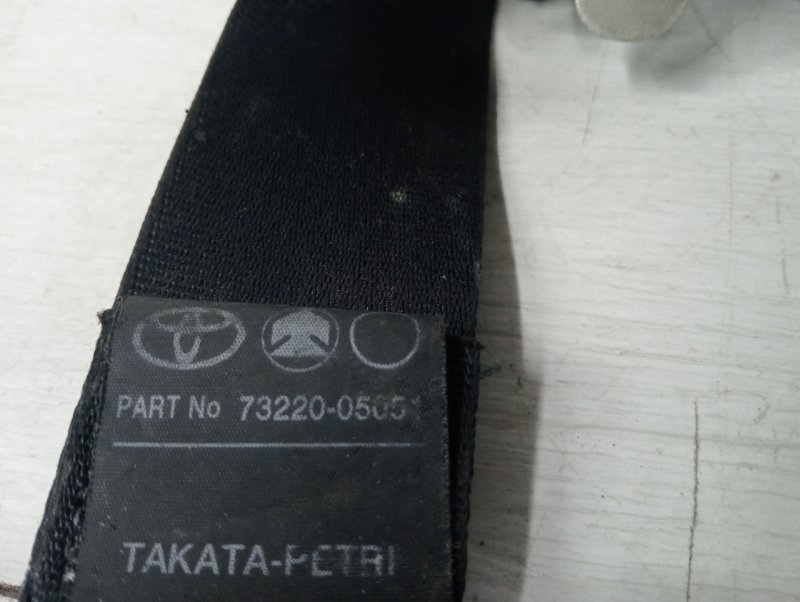 PART No 73220-05051
TAKATA-PETRI